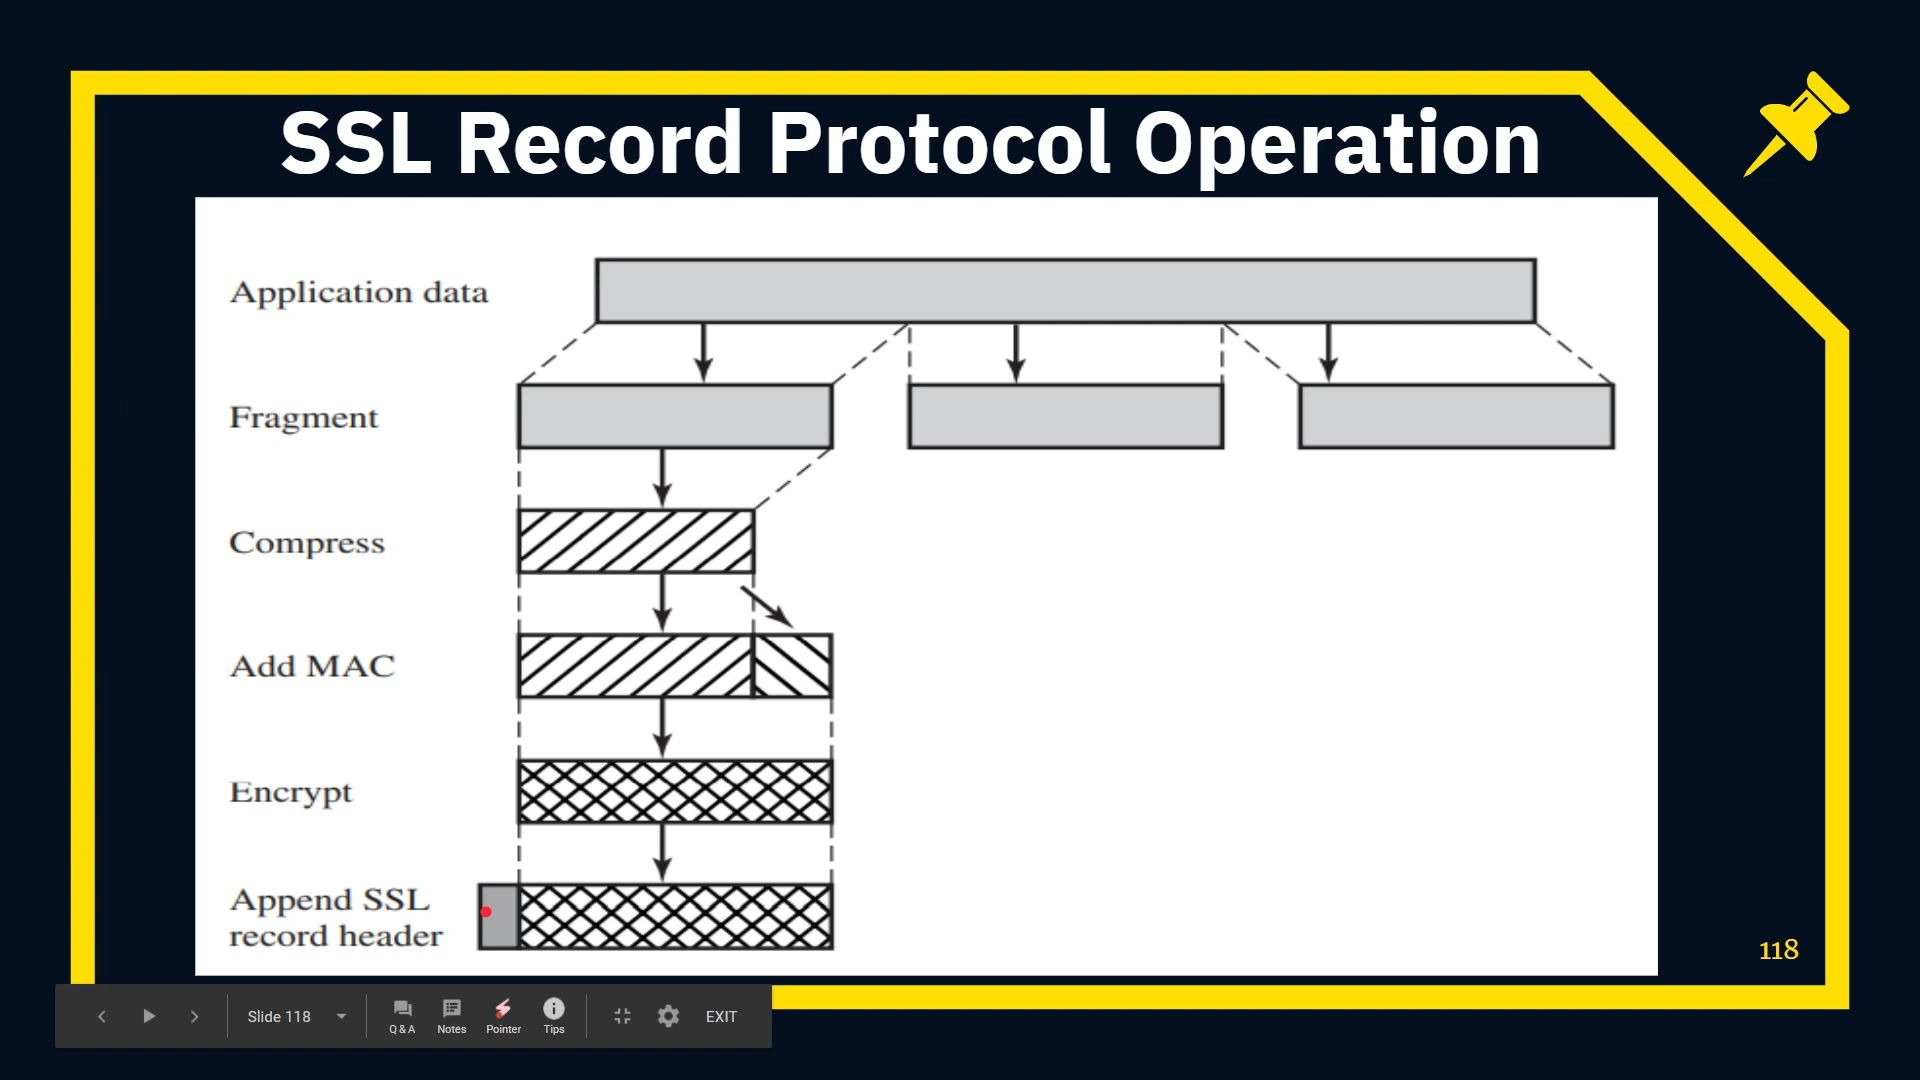 SSL Record Protocol Operation
Application data
Fragment
Compress
Add MAC
Encrypt
Append SSL
record header
118
Slide 118
Q & A
Notes
Pointer
Tips
EXIT